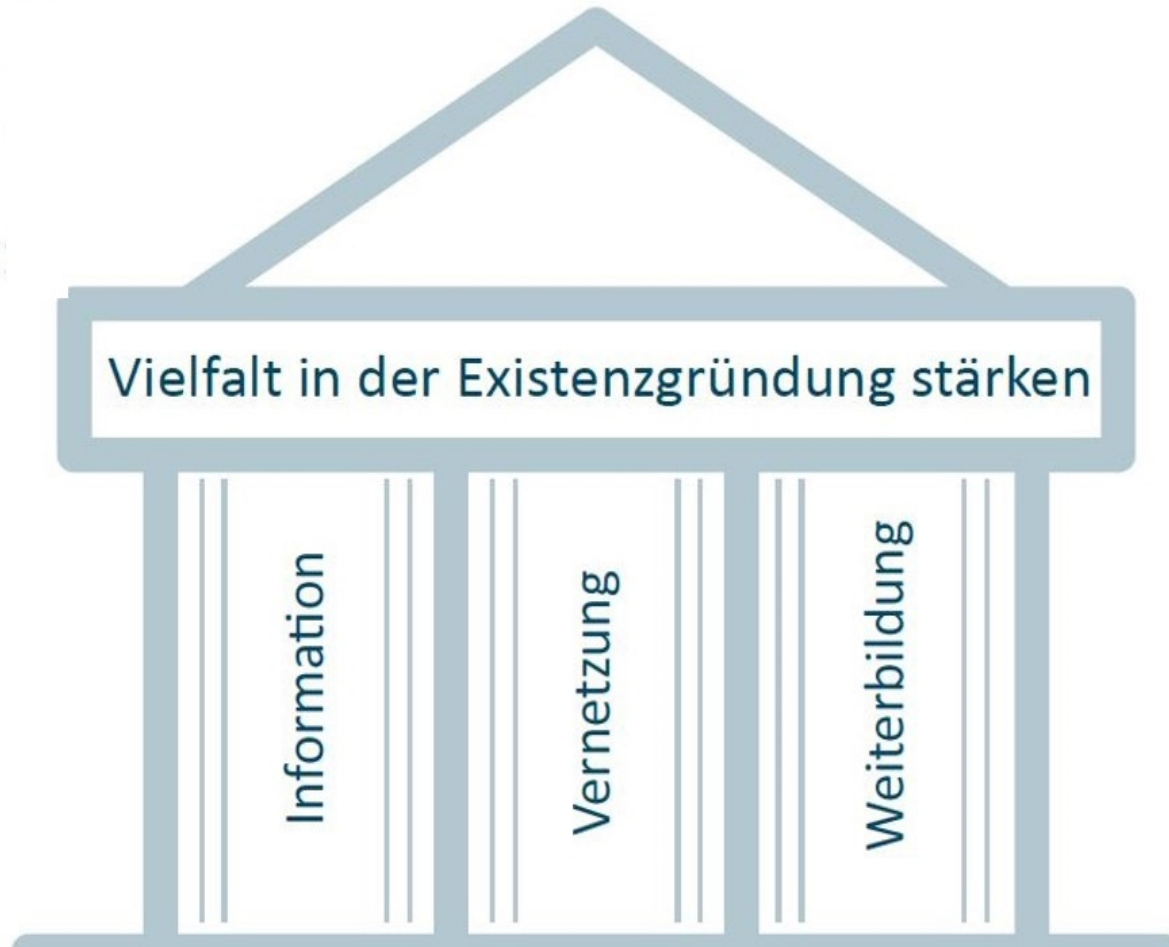 Vielfalt in der Existenzgründung stärken
Information
Vernetzung
Weiterbildung